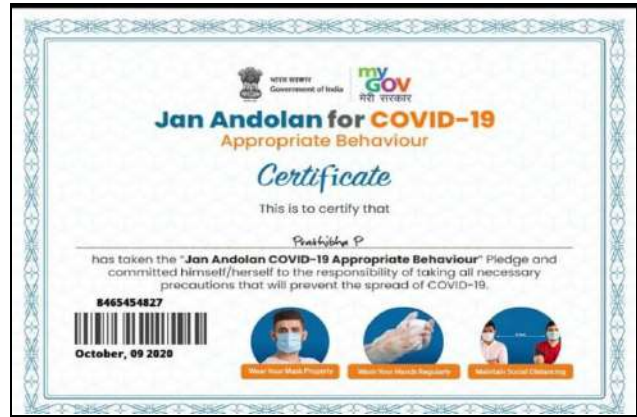 भारत सरकार
Government of India
my
GOV
मेरी सरकार
Jan Andolan for COVID-19
Appropriate Behaviour
Certificate
This is to certify that
Prathibha P
has taken the "Jan Andolan COVID-19 Appropriate Behaviour" Pledge and
committed himself/herself to the responsibility of taking all necessary
precautions that will prevent the spread of COVID-19.
8465454827
October, 09 2020
Wear Your Mask Properly
Wash Your Hands Regularly
Maintain Social Distancing